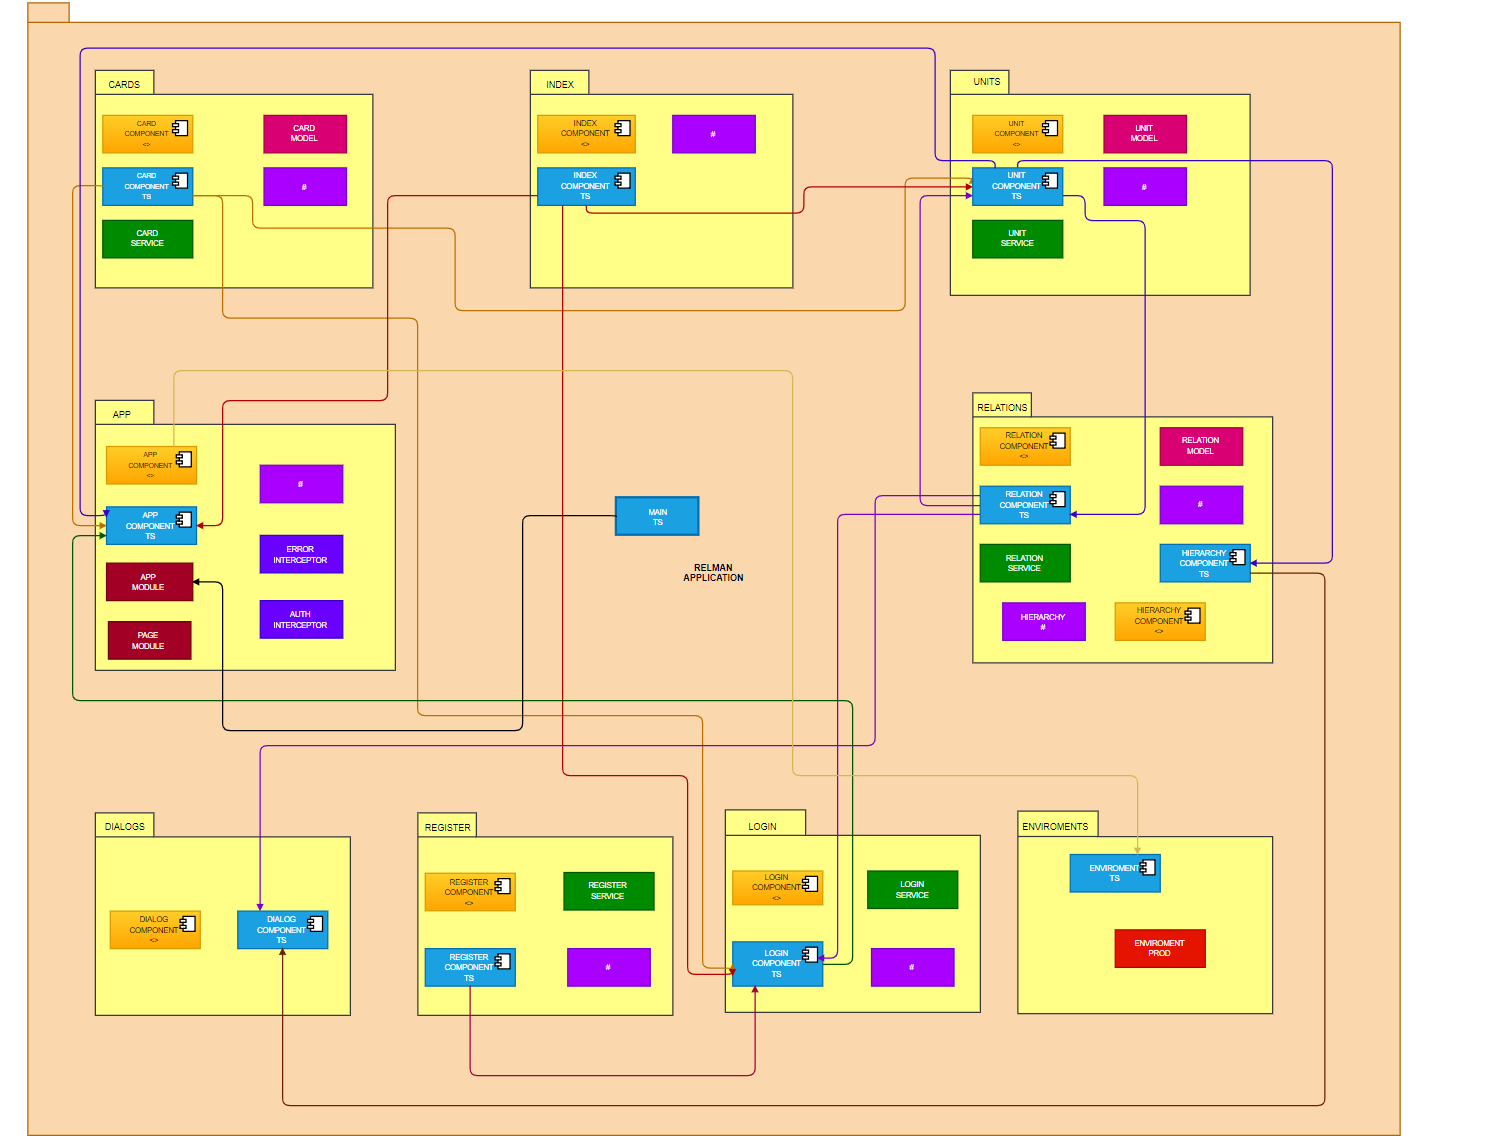 CARDS
CARD
COMPONENT
<>
CARD
MODEL
CARD
COMPONENT
TS
#
CARD
SERVICE
INDEX
INDEX
COMPONENT
<>
#
INDEX
COMPONENT
TS
UNITS
UNIT
COMPONENT
<>
UNIT
MODEL
UNIT
COMPONENT
TS
#
UNIT
SERVICE
APP
APP
COMPONENT
<>
#
APP
COMPONENT
TS
ERROR
INTERCEPTOR
APP
MODULE
AUTH
INTERCEPTOR
PAGE
MODULE
MAIN
TS
RELMAN
APPLICATION
RELATIONS
RELATION
COMPONENT
<>
RELATION
MODEL
RELATION
COMPONENT
TS
#
RELATION
SERVICE
HIERARCHY
COMPONENT
TS
HIERARCHY
#
HIERARCHY
COMPONENT
<>
DIALOGS
DIALOG
COMPONENT
<>
DIALOG
COMPONENT
TS
REGISTER
REGISTER
COMPONENT
<>
REGISTER
SERVICE
REGISTER
COMPONENT
TS
#
LOGIN
LOGIN
COMPONENT
<>
LOGIN
SERVICE
LOGIN
COMPONENT
TS
#
ENVIROMENTS
ENVIROMENT
TS
ENVIROMENT
PROD